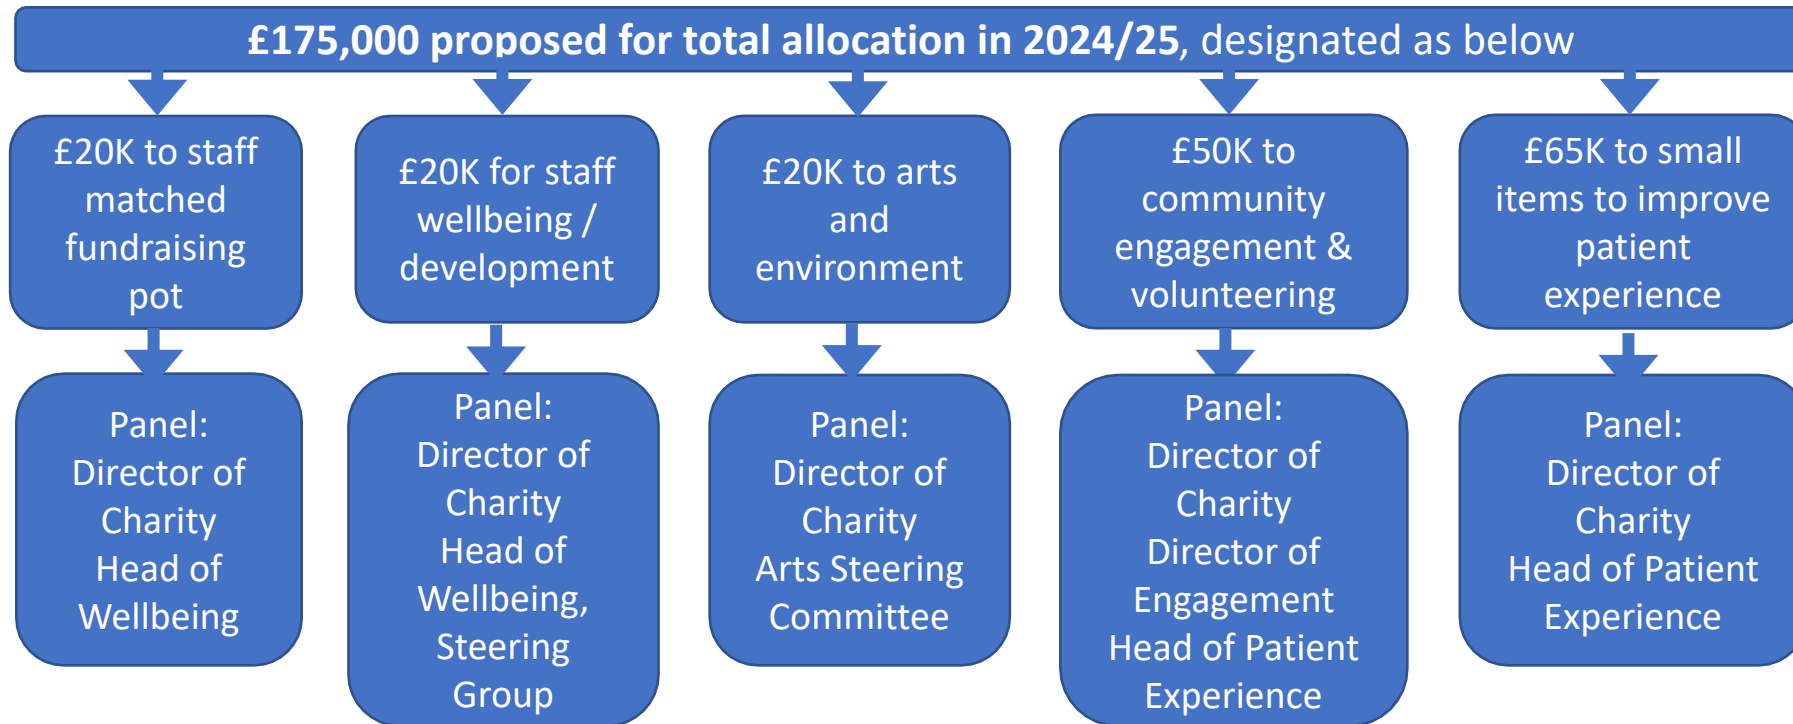 £175,000 proposed for total allocation in 2024/25, designated as below
£20K to staff
matched
fundraising
pot
£20K for staff
wellbeing /
development
£20K to arts
and
environment
£50K to
community
engagement &
volunteering
£65K to small
items to improve
patient
experience
Panel:
Director of
Charity
Head of
Wellbeing
Panel:
Director of
Charity
Head of
Wellbeing,
Steering
Group
Panel:
Director of
Charity
Arts Steering
Committee
Panel:
Director of
Charity
Director of
Engagement
Head of Patient
Experience
Panel:
Director of
Charity
Head of Patient
Experience